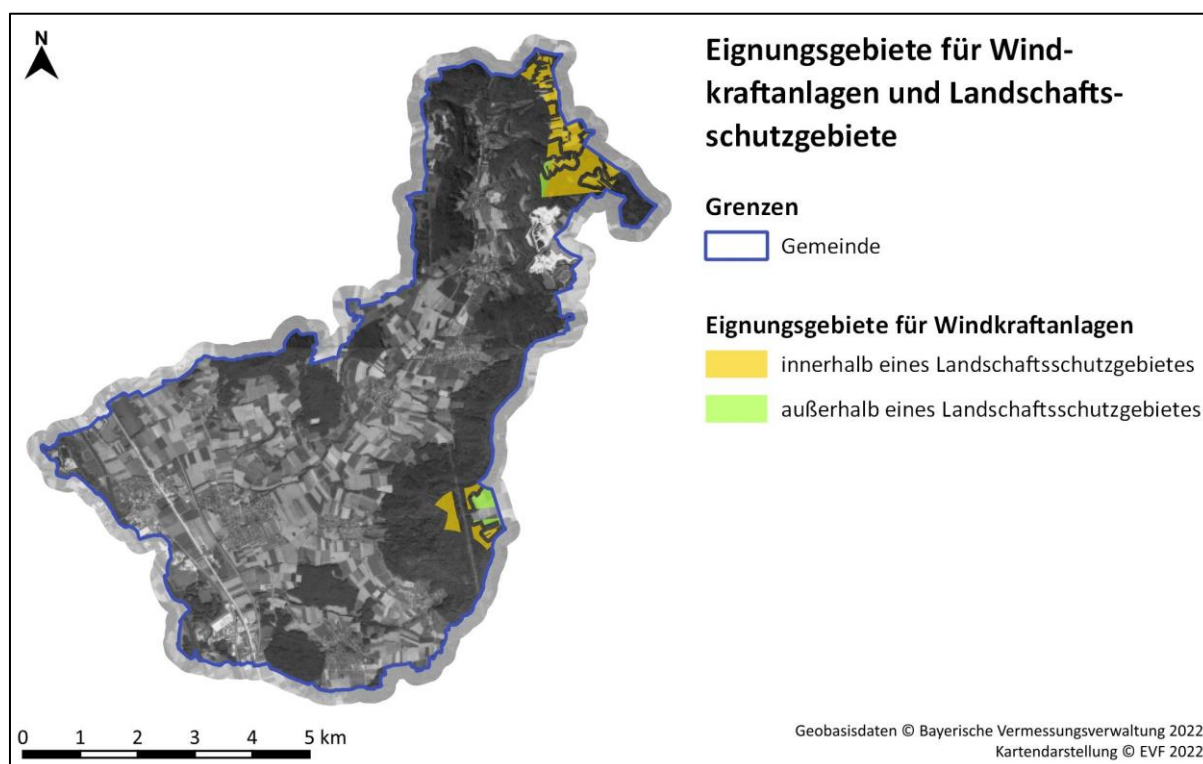 N
Eignungsgebiete für Wind-
kraftanlagen und Landschafts-
schutzgebiete
Grenzen
Gemeinde
Eignungsgebiete für Windkraftanlagen
innerhalb eines Landschaftsschutzgebietes
außerhalb eines Landschaftsschutzgebietes
0 1 2 3 4 5 km
Geobasisdaten © Bayerische Vermessungsverwaltung 2022
Kartendarstellung © EVF 2022